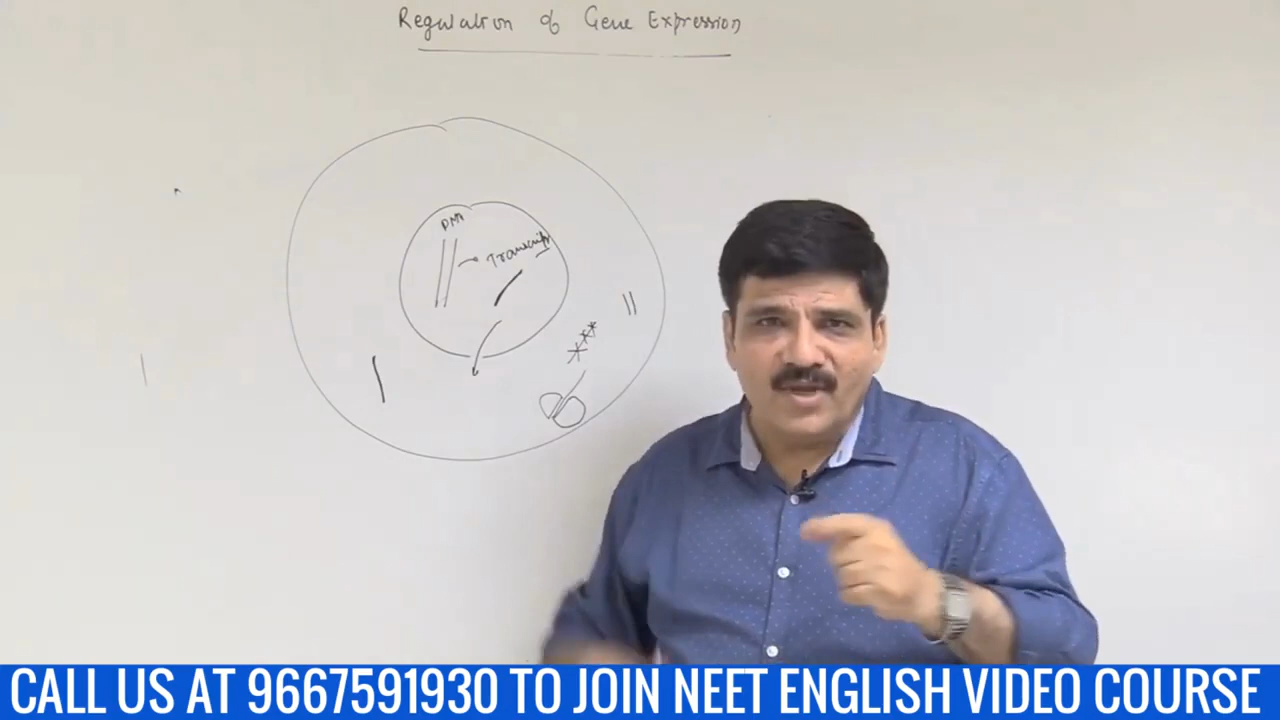 Regulation of Gene Expression
DNA
Transcript
CALL US AT 9667591930 TO JOIN NEET ENGLISH VIDEO COURSE